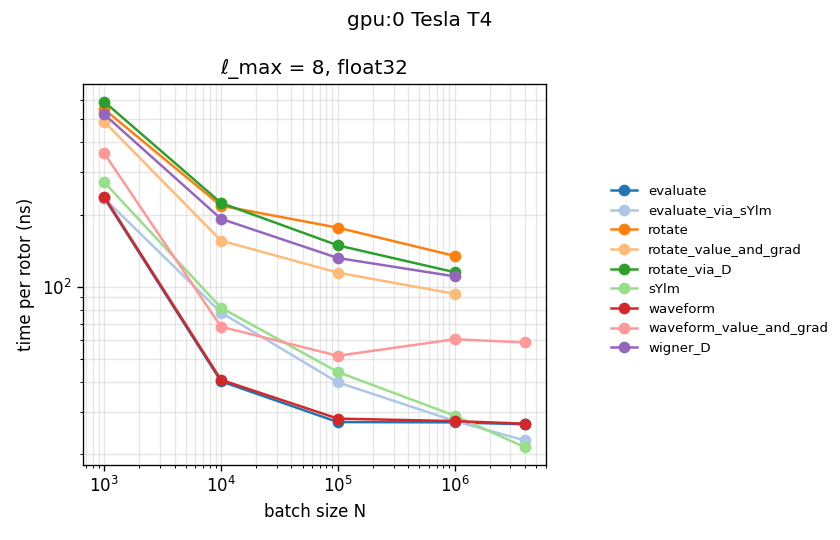 gpu:0 Tesla T4
ℓ_max = 8, float32
time per rotor (ns)
10²
10³
10⁴
10⁵
10⁶
batch size N
evaluate
evaluate_via_sYlm
rotate
rotate_value_and_grad
rotate_via_D
sYlm
waveform
waveform_value_and_grad
wigner_D